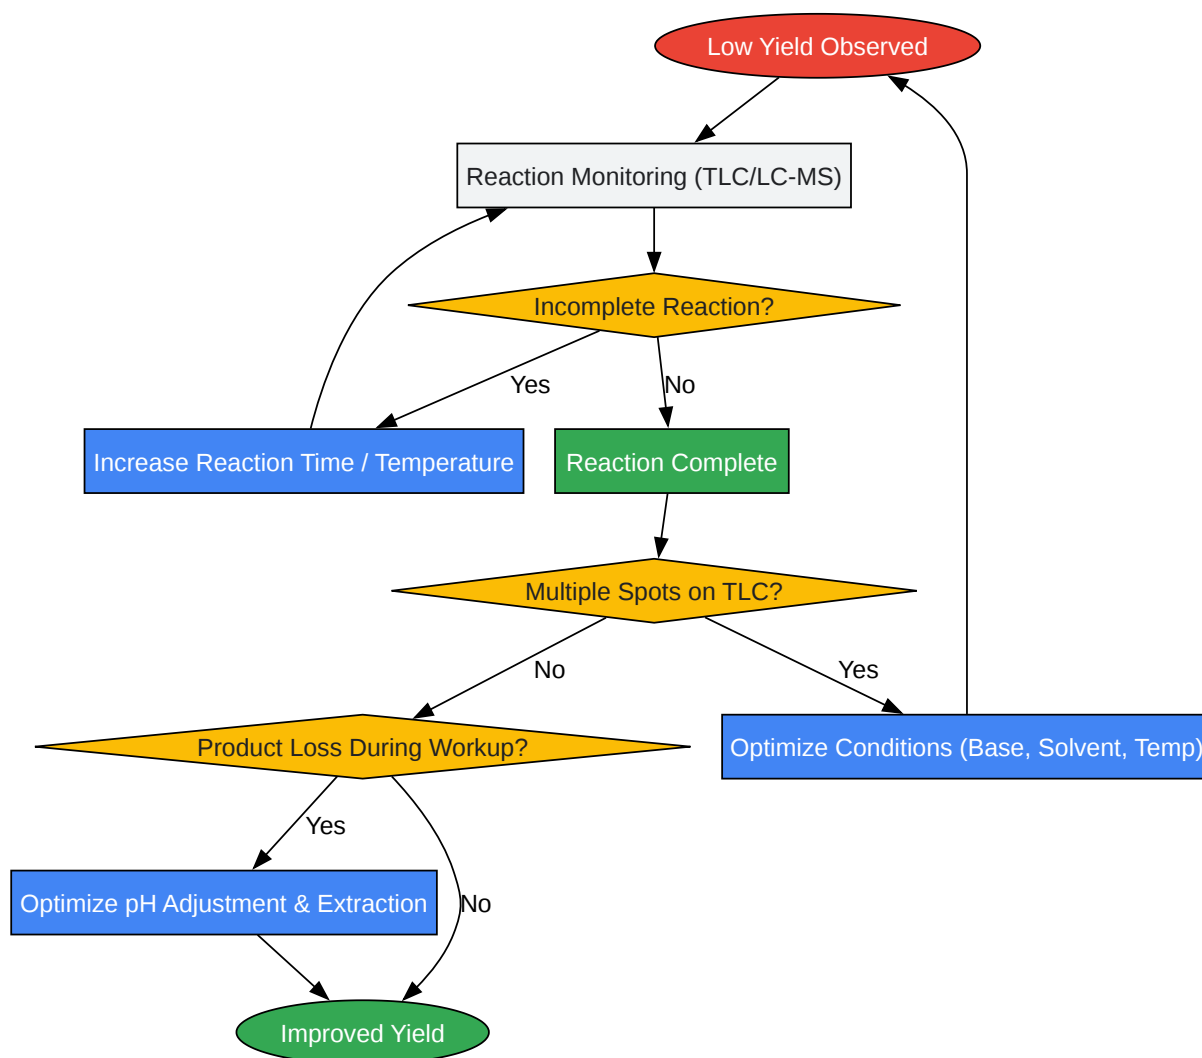 Low Yield Observed
Reaction Monitoring (TLC/LC-MS)
Incomplete Reaction?
Yes
No
Increase Reaction Time / Temperature
Reaction Complete
Multiple Spots on TLC?
No
Yes
Product Loss During Workup?
Optimize Conditions (Base, Solvent, Temp)
Yes
Optimize pH Adjustment & Extraction
No
Improved Yield